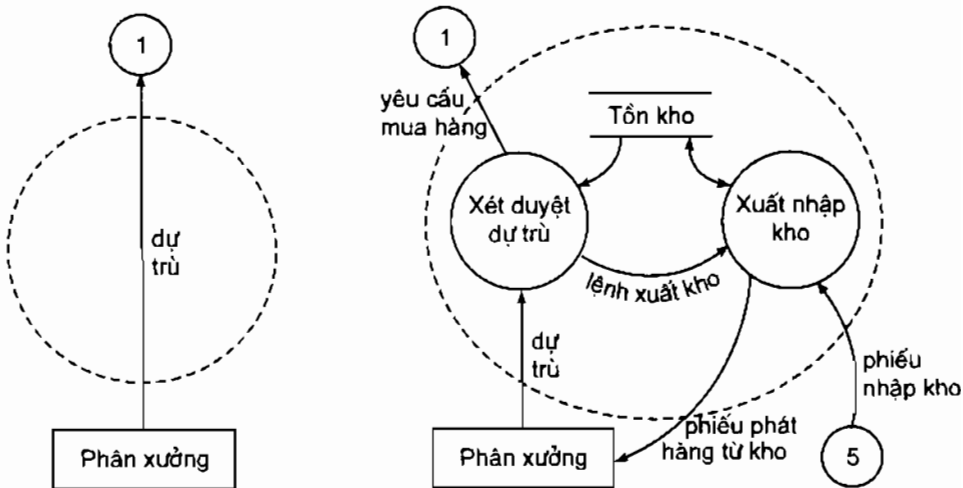 1
dự
trù
Phân xưởng
1
yêu cấu
mua hàng
Tồn kho
Xét duyệt
dự trù
Xuất nhập
kho
lệnh xuất kho
dự
trù
phiếu
nhập kho
phiếu phát
hàng từ kho
Phân xưởng
5